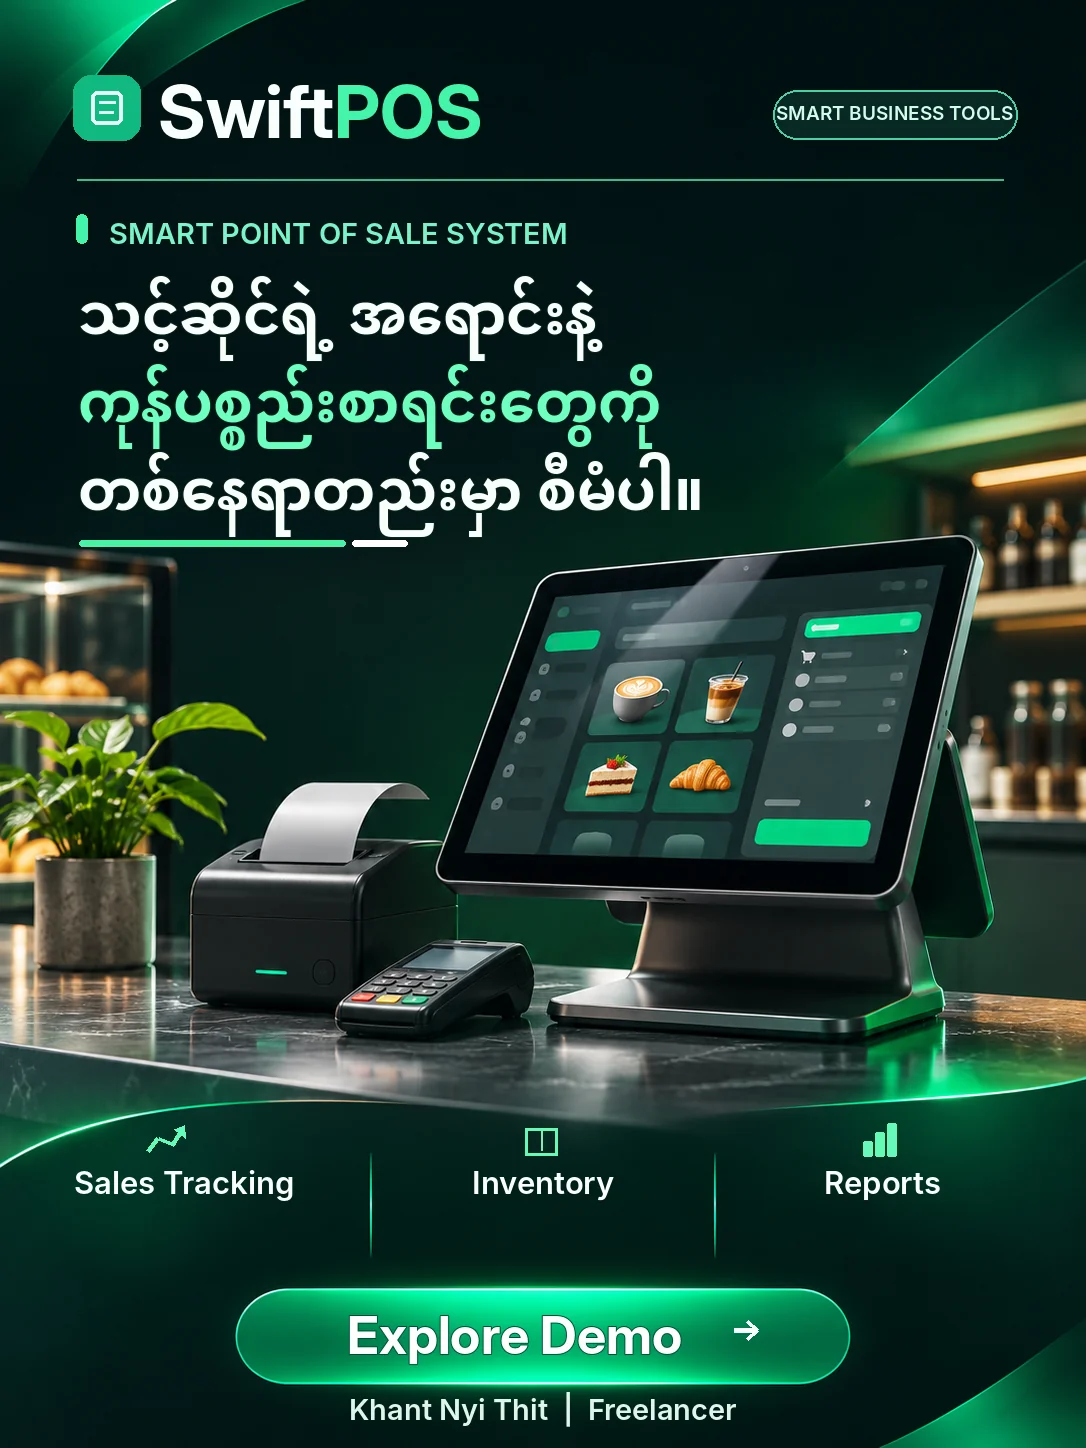 SwiftPOS
SMART BUSINESS TOOLS
SMART POINT OF SALE SYSTEM
သင့်ဆိုင်ရဲ့ အရောင်းနဲ့
ကုန်ပစ္စည်းစာရင်းတွေကို
တစ်နေရာတည်းမှာ စီမံပါ။
Sales Tracking
Inventory
Reports
Explore Demo →
Khant Nyi Thit | Freelancer